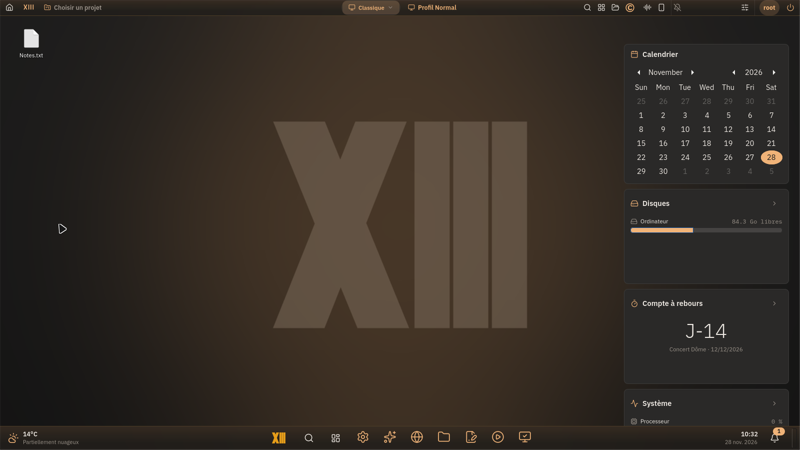 XIII Choisir un projet Classique Profil Normal root
Notes.txt
XIII
Calendrier
November 2026
Sun Mon Tue Wed Thu Fri Sat
25 26 27 28 29 30 31
1 2 3 4 5 6 7
8 9 10 11 12 13 14
15 16 17 18 19 20 21
22 23 24 25 26 27 28
29 30 1 2 3 4 5
Disques
Ordinateur 84.3 Go libres
Compte à rebours
J-14
Concert Dôme · 12/12/2026
Système
Processeur 0 %
14°C
Partiellement nuageux
XIII
10:32
28 nov. 2026
1